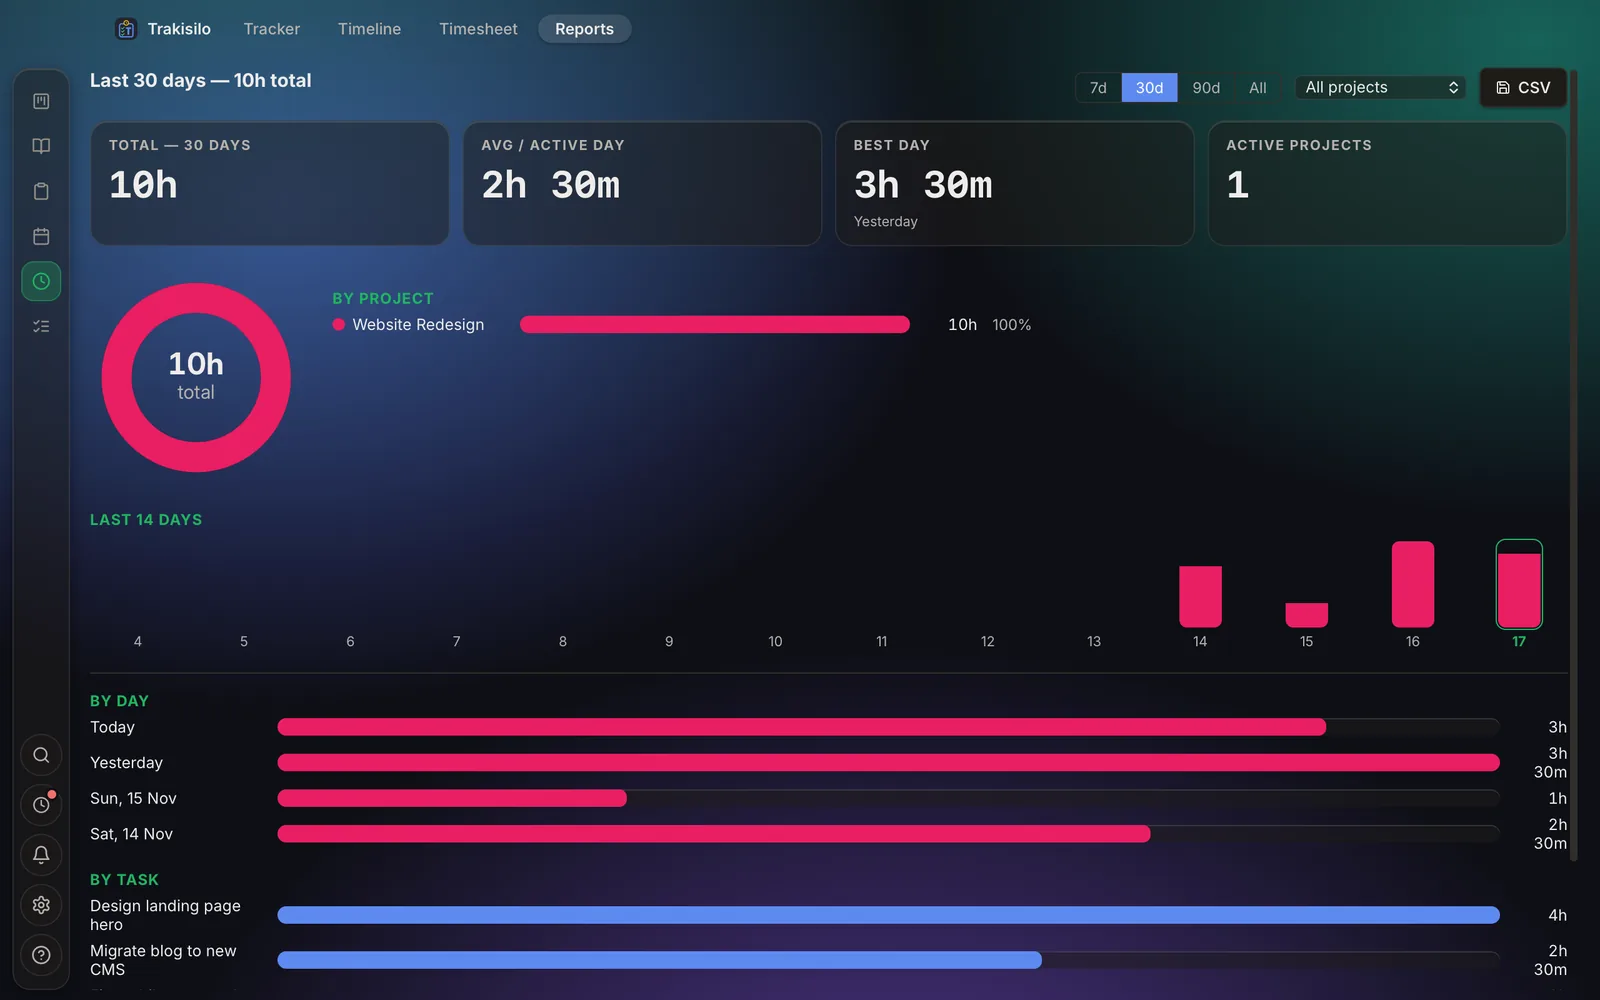 Trakisilo
Tracker
Timeline
Timesheet
Reports
Last 30 days — 10h total
7d
30d
90d
All
All projects
CSV
TOTAL — 30 DAYS
10h
AVG / ACTIVE DAY
2h 30m
BEST DAY
3h 30m
Yesterday
ACTIVE PROJECTS
1
10h
total
BY PROJECT
Website Redesign
10h
100%
LAST 14 DAYS
4
5
6
7
8
9
10
11
12
13
14
15
16
17
BY DAY
Today
3h
Yesterday
3h
30m
Sun, 15 Nov
1h
Sat, 14 Nov
2h
30m
BY TASK
Design landing page
hero
4h
Migrate blog to new
CMS
2h
30m